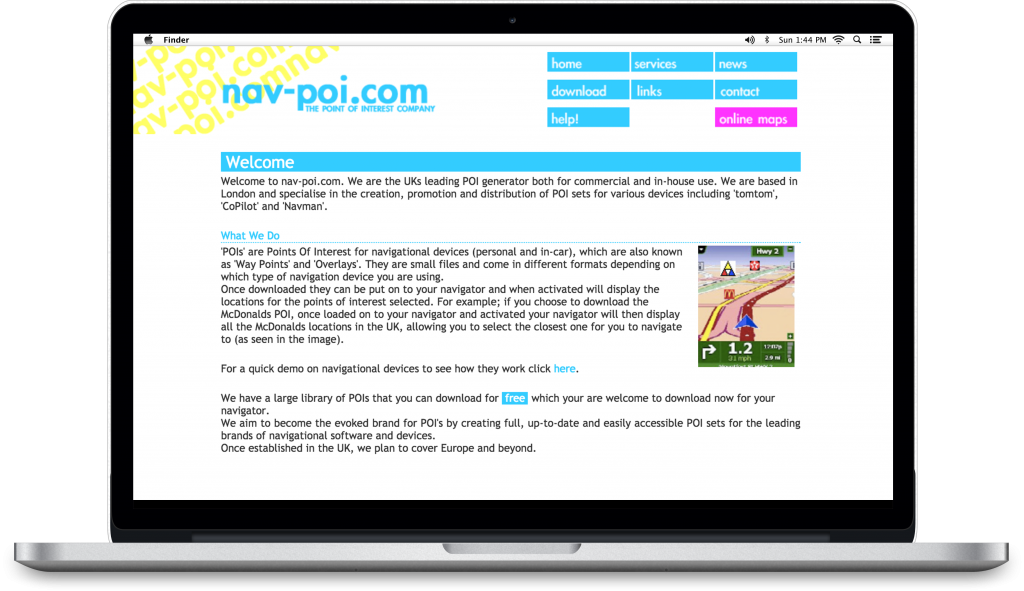 Finder
Sun 1:44 PM
nav-poi.com
THE POINT OF INTEREST COMPANY
home services news
download links contact
help! online maps
Welcome
Welcome to nav-poi.com. We are the UKs leading POI generator both for commercial and in-house use. We are based in
London and specialise in the creation, promotion and distribution of POI sets for various devices including 'tomtom',
'CoPilot' and 'Navman'.
What We Do
'POIs' are Points Of Interest for navigational devices (personal and in-car), which are also known
as 'Way Points' and 'Overlays'. They are small files and come in different formats depending on
which type of navigation device you are using.
Once downloaded they can be put on to your navigator and when activated will display the
locations for the points of interest selected. For example; if you choose to download the
McDonalds POI, once loaded on to your navigator and activated your navigator will then display
all the McDonalds locations in the UK, allowing you to select the closest one for you to navigate
to (as seen in the image).
Hwy 2
1.2
31 mph
2.9 mi
For a quick demo on navigational devices to see how they work click here.
We have a large library of POIs that you can download for free which your are welcome to download now for your
navigator.
We aim to become the evoked brand for POI's by creating full, up-to-date and easily accessible POI sets for the leading
brands of navigational software and devices.
Once established in the UK, we plan to cover Europe and beyond.